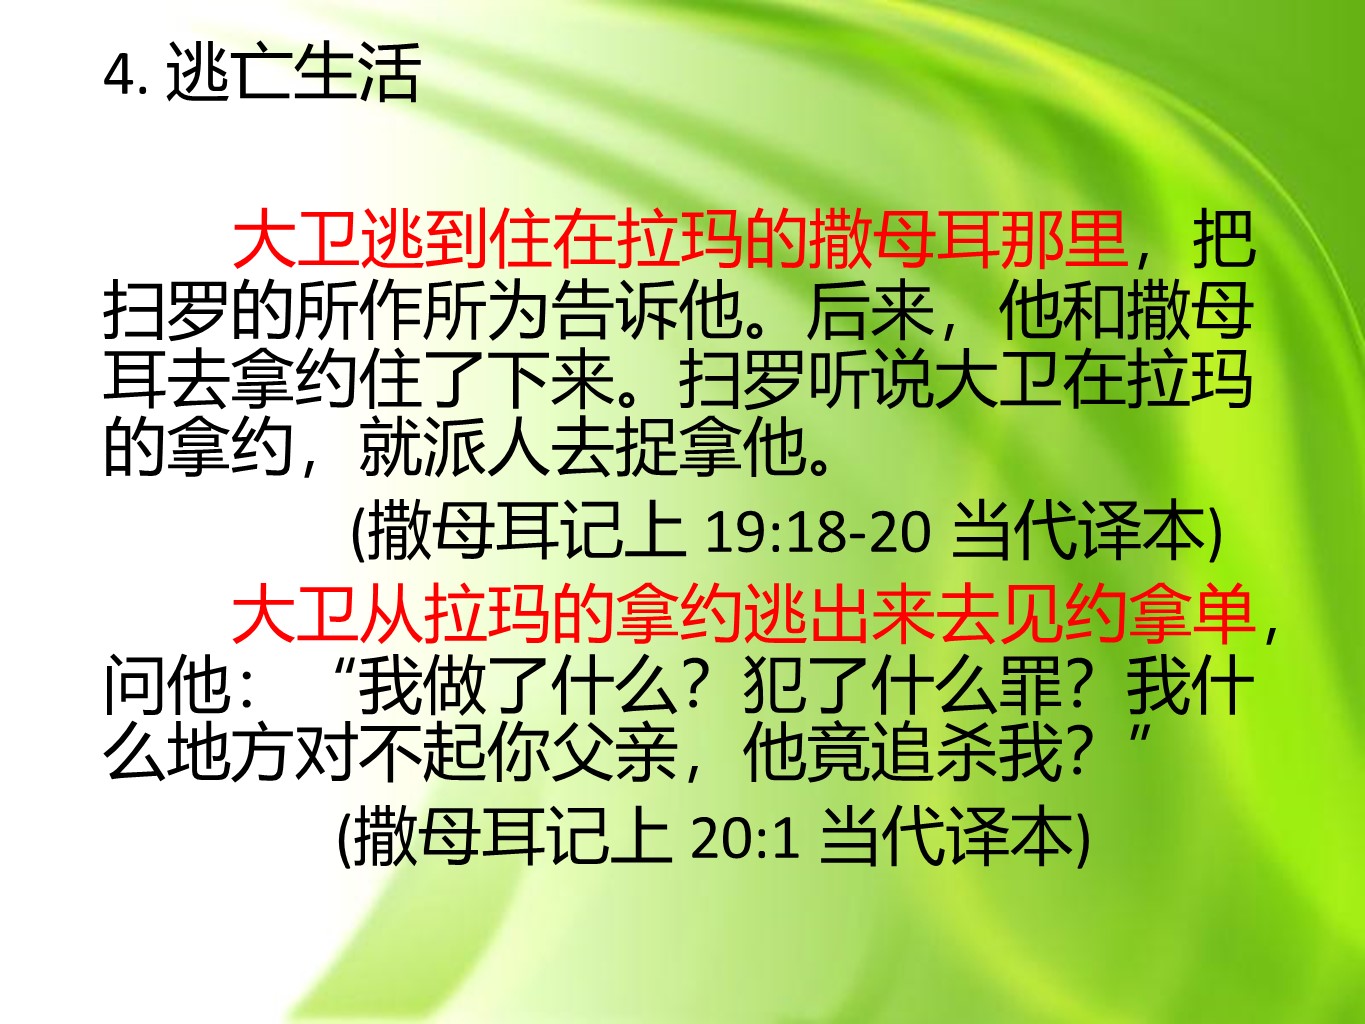 4. 逃亡生活
大卫逃到住在拉玛的撒母耳那里，把
扫罗的所作所为告诉他。后来，他和撒母
耳去拿约住了下来。扫罗听说大卫在拉玛
的拿约，就派人去捉拿他。
(撒母耳记上 19:18-20 当代译本)
大卫从拉玛的拿约逃出来去见约拿单，
问他：“我做了什么？犯了什么罪？我什
么地方对不起你父亲，他竟追杀我？”
(撒母耳记上 20:1 当代译本)